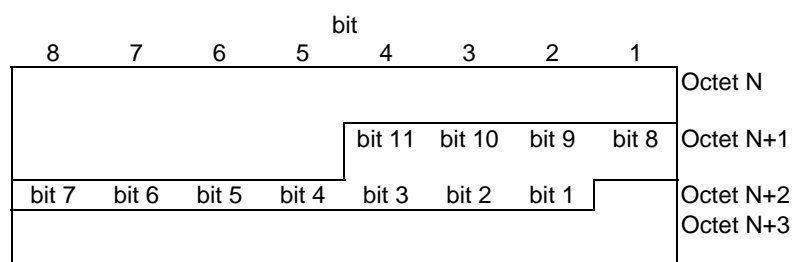 bit
8 7 6 5 4 3 2 1
Octet N
bit 11 bit 10 bit 9 bit 8 Octet N+1
bit 7 bit 6 bit 5 bit 4 bit 3 bit 2 bit 1 Octet N+2
Octet N+3